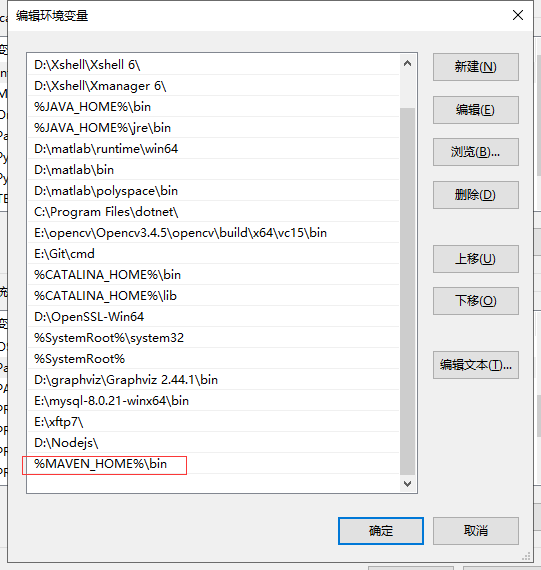 编辑环境变量
D:\Xshell\Xshell 6\
D:\Xshell\Xmanager 6\
%JAVA_HOME%\bin
%JAVA_HOME%\jre\bin
D:\matlab\runtime\win64
D:\matlab\bin
D:\matlab\polyspace\bin
C:\Program Files\dotnet\
E:\opencv\Opencv3.4.5\opencv\build\x64\vc15\bin
E:\Git\cmd
%CATALINA_HOME%\bin
%CATALINA_HOME%\lib
D:\OpenSSL-Win64
%SystemRoot%\system32
%SystemRoot%
D:\graphviz\Graphviz 2.44.1\bin
E:\mysql-8.0.21-winx64\bin
E:\xftp7\
D:\Nodejs\
%MAVEN_HOME%\bin
新建(N)
编辑(E)
浏览(B)...
删除(D)
上移(U)
下移(O)
编辑文本(T)...
确定
取消